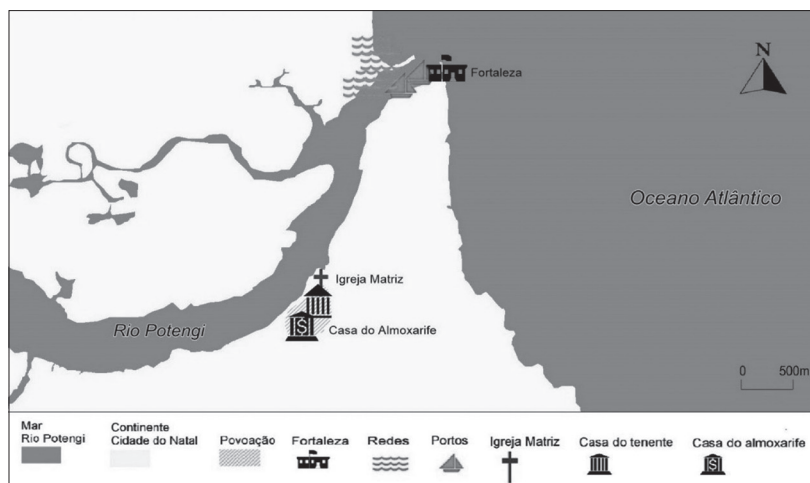 N
Fortaleza
Oceano Atlântico
Igreja Matriz
Rio Potengi
Casa do Almoxarife
0 500m
Mar
Rio Potengi
Continente
Cidade do Natal
Povoação
Fortaleza
Redes
Portos
Igreja Matriz
Casa do tenente
Casa do almoxarife